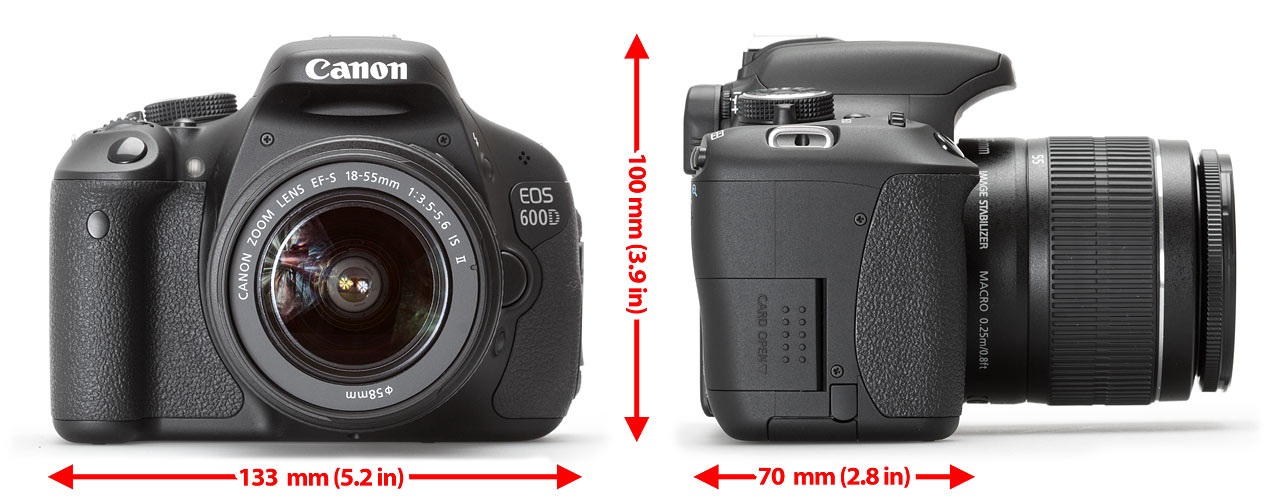 Canon
EOS
600D
CANON ZOOM LENS EF-S 18-55mm 1:3.5-5.6 IS II
Φ58mm
133 mm (5.2 in)
100 mm (3.9 in)
55
IMAGE STABILIZER
MACRO 0.25m/0.8ft
CARD OPEN
70 mm (2.8 in)